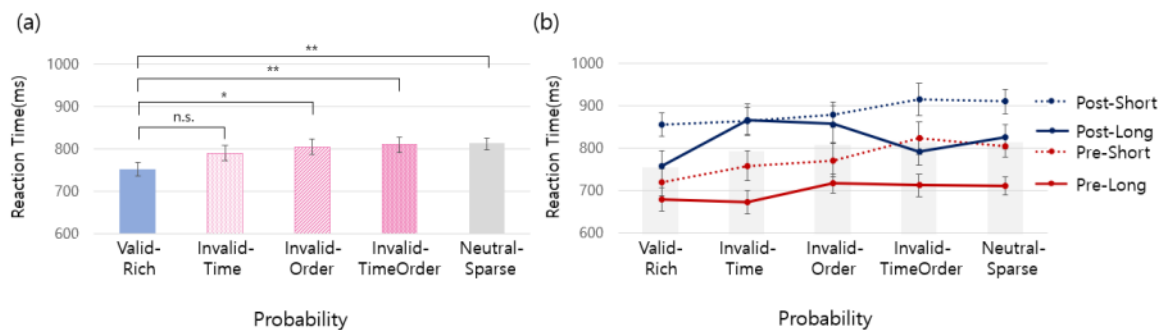 (a)
**
**
*
n.s.
Reaction Time(ms)
1000
900
800
700
600
Valid-
Rich
Invalid-
Time
Invalid-
Order
Invalid-
TimeOrder
Neutral-
Sparse
Probability
(b)
Reaction Time(ms)
1000
900
800
700
600
Post-Short
Post-Long
Pre-Short
Pre-Long
Valid-
Rich
Invalid-
Time
Invalid-
Order
Invalid-
TimeOrder
Neutral-
Sparse
Probability